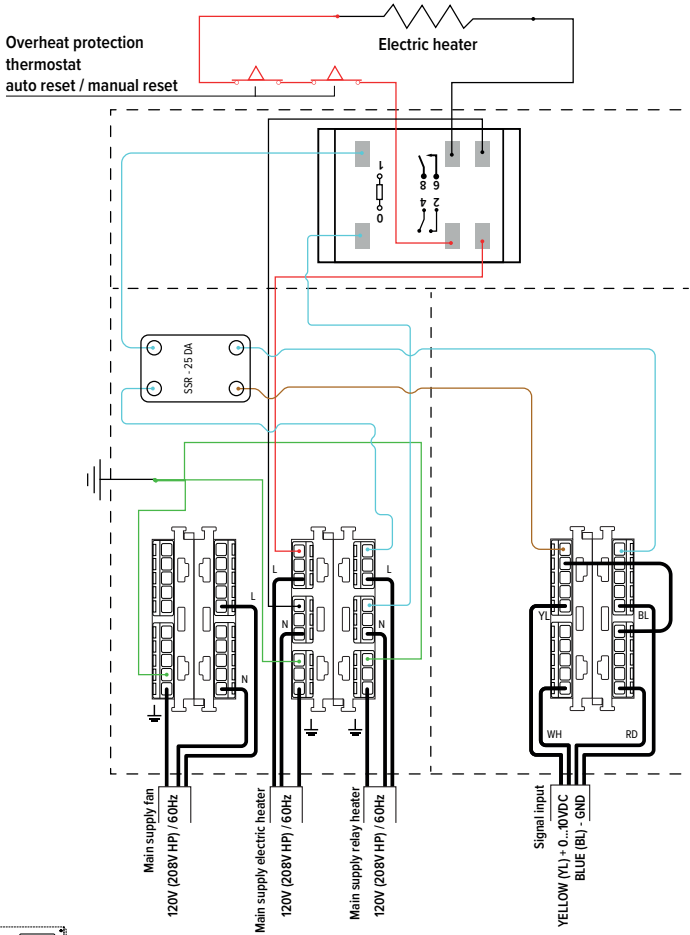 Overheat protection
thermostat
auto reset / manual reset
Electric heater
1
0
8 6
4 2
SSR - 25 DA
L
N
L
N
L
N
YL
BL
WH
RD
Main supply fan
120V (208V HP) / 60Hz
Main supply electric heater
120V (208V HP) / 60Hz
Main supply relay heater
120V (208V HP) / 60Hz
Signal input
YELLOW (YL) + 0...10VDC
BLUE (BL) - GND